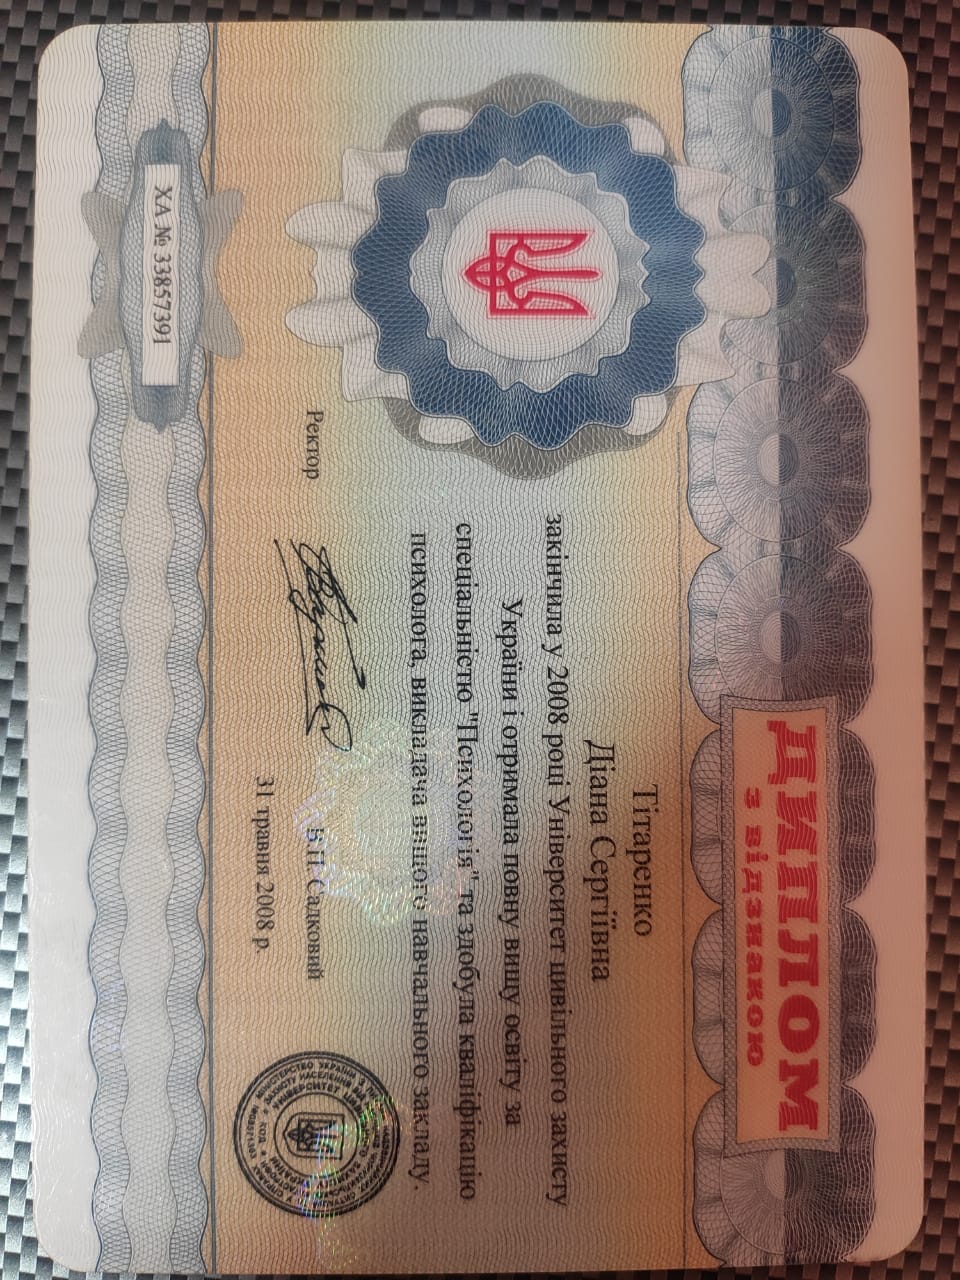 ДИПЛОМ
з відзнакою
Тітаренко
Діана Сергіївна
закінчила у 2008 році Університет цивільного захисту
України і отримала повну вищу освіту за
спеціальністю "Психологія" та здобула кваліфікацію
психолога, викладача вищого навчального закладу.
Ректор В.П. Садковий
31 травня 2008 р.
ХА № 33857391